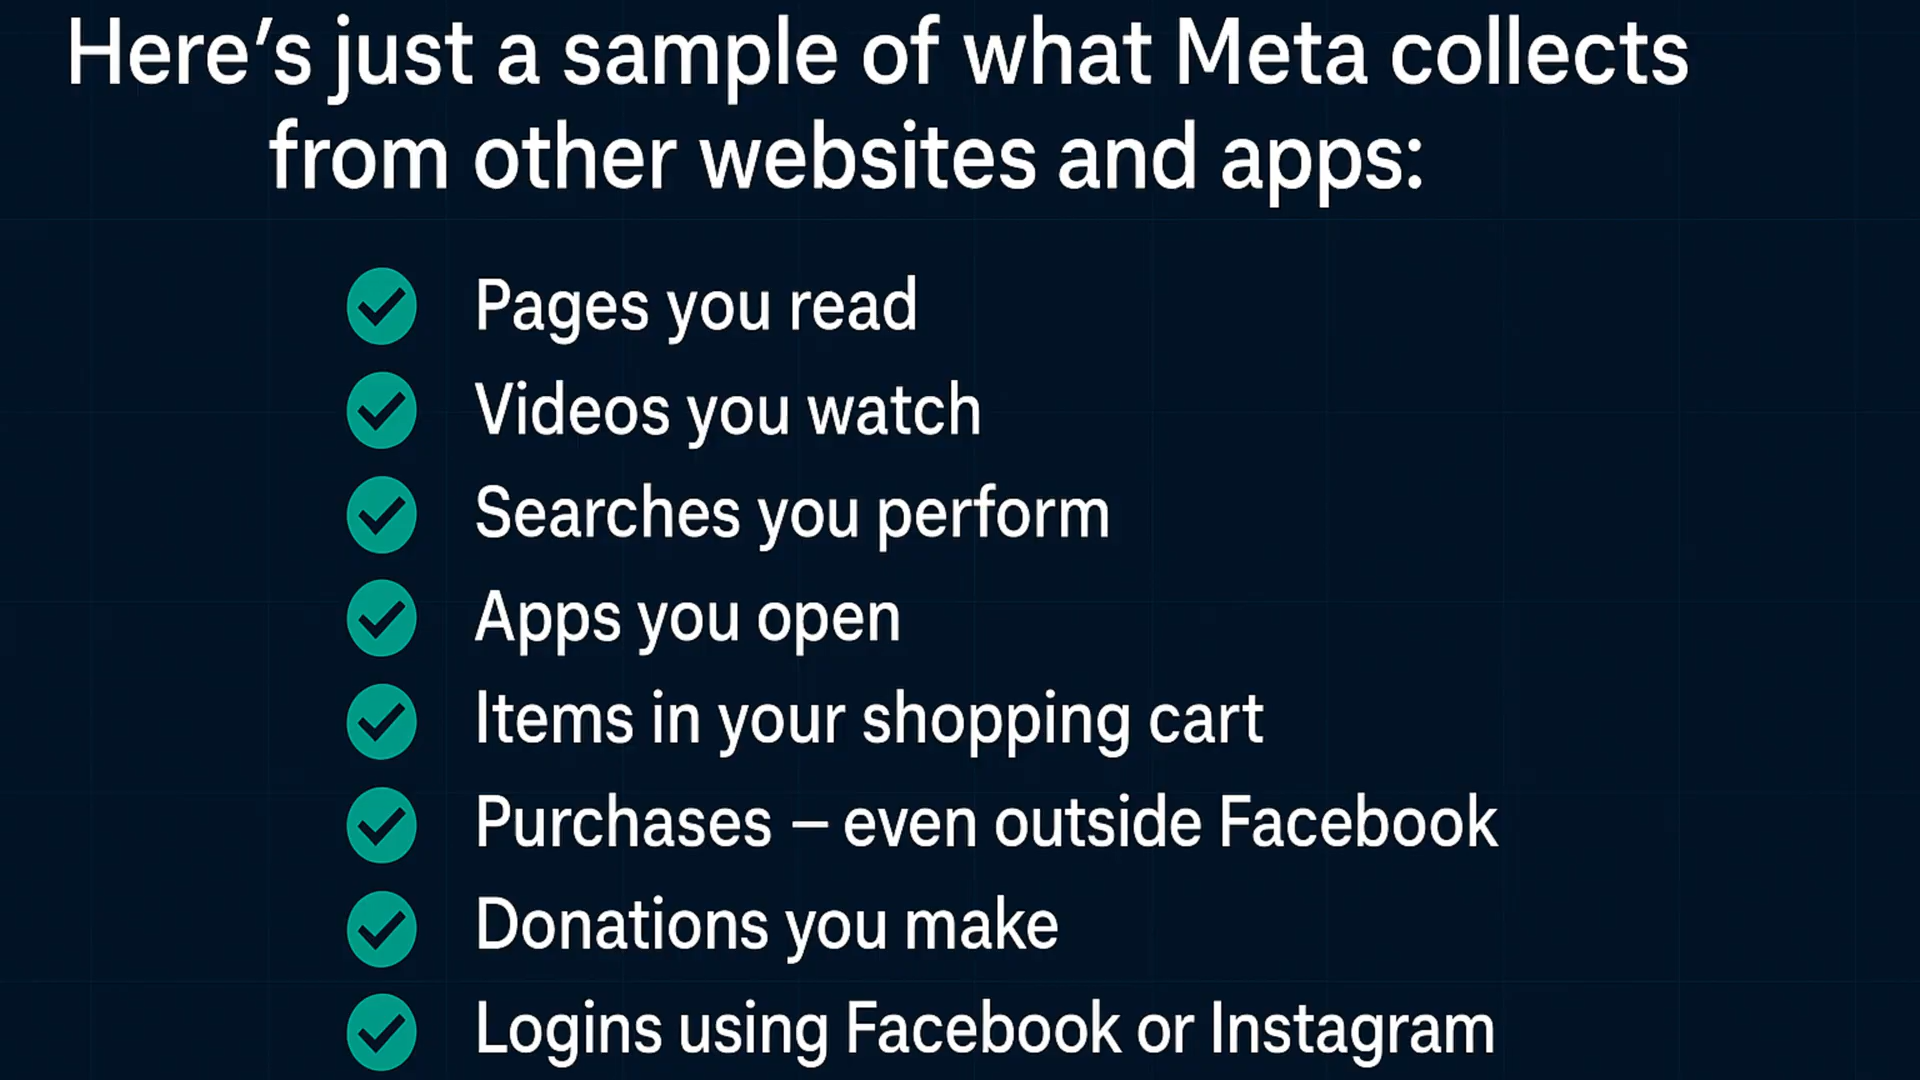 Here’s just a sample of what Meta collects
from other websites and apps:
Pages you read
Videos you watch
Searches you perform
Apps you open
Items in your shopping cart
Purchases – even outside Facebook
Donations you make
Logins using Facebook or Instagram